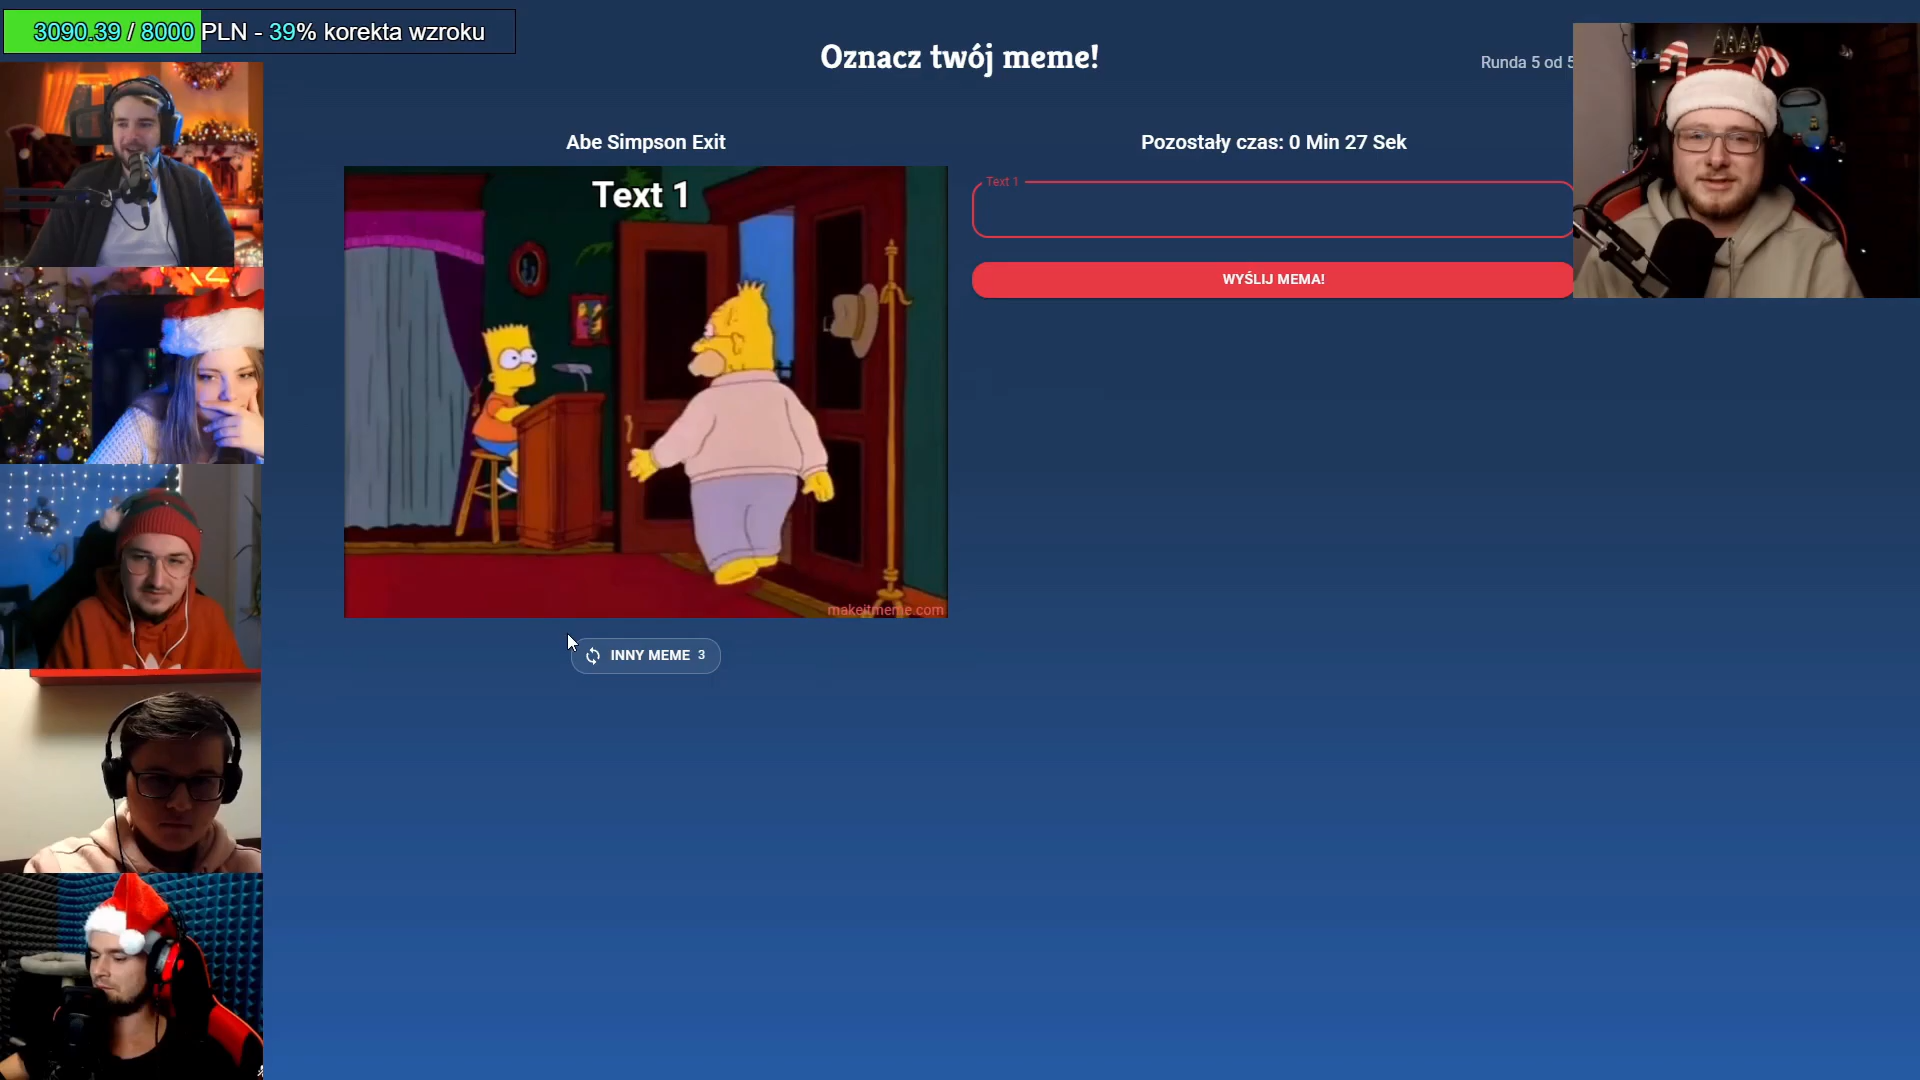 3090.39 / 8000 PLN - 39% korekta wzroku
Oznacz twój meme!
Runda 5 od 5
Abe Simpson Exit
Pozostały czas: 0 Min 27 Sek
Text 1
Text 1
WYŚLIJ MEMA!
makeitmeme.com
INNY MEME 3